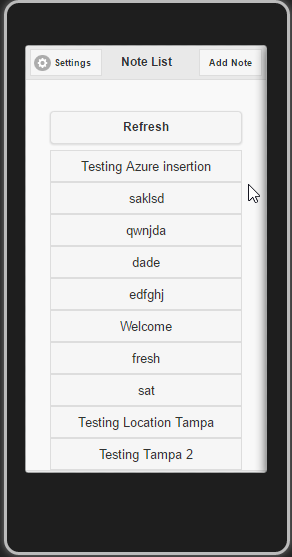 Settings
Note List
Add Note
Refresh
Testing Azure insertion
saklsd
qwnjda
dade
edfghj
Welcome
fresh
sat
Testing Location Tampa
Testing Tampa 2